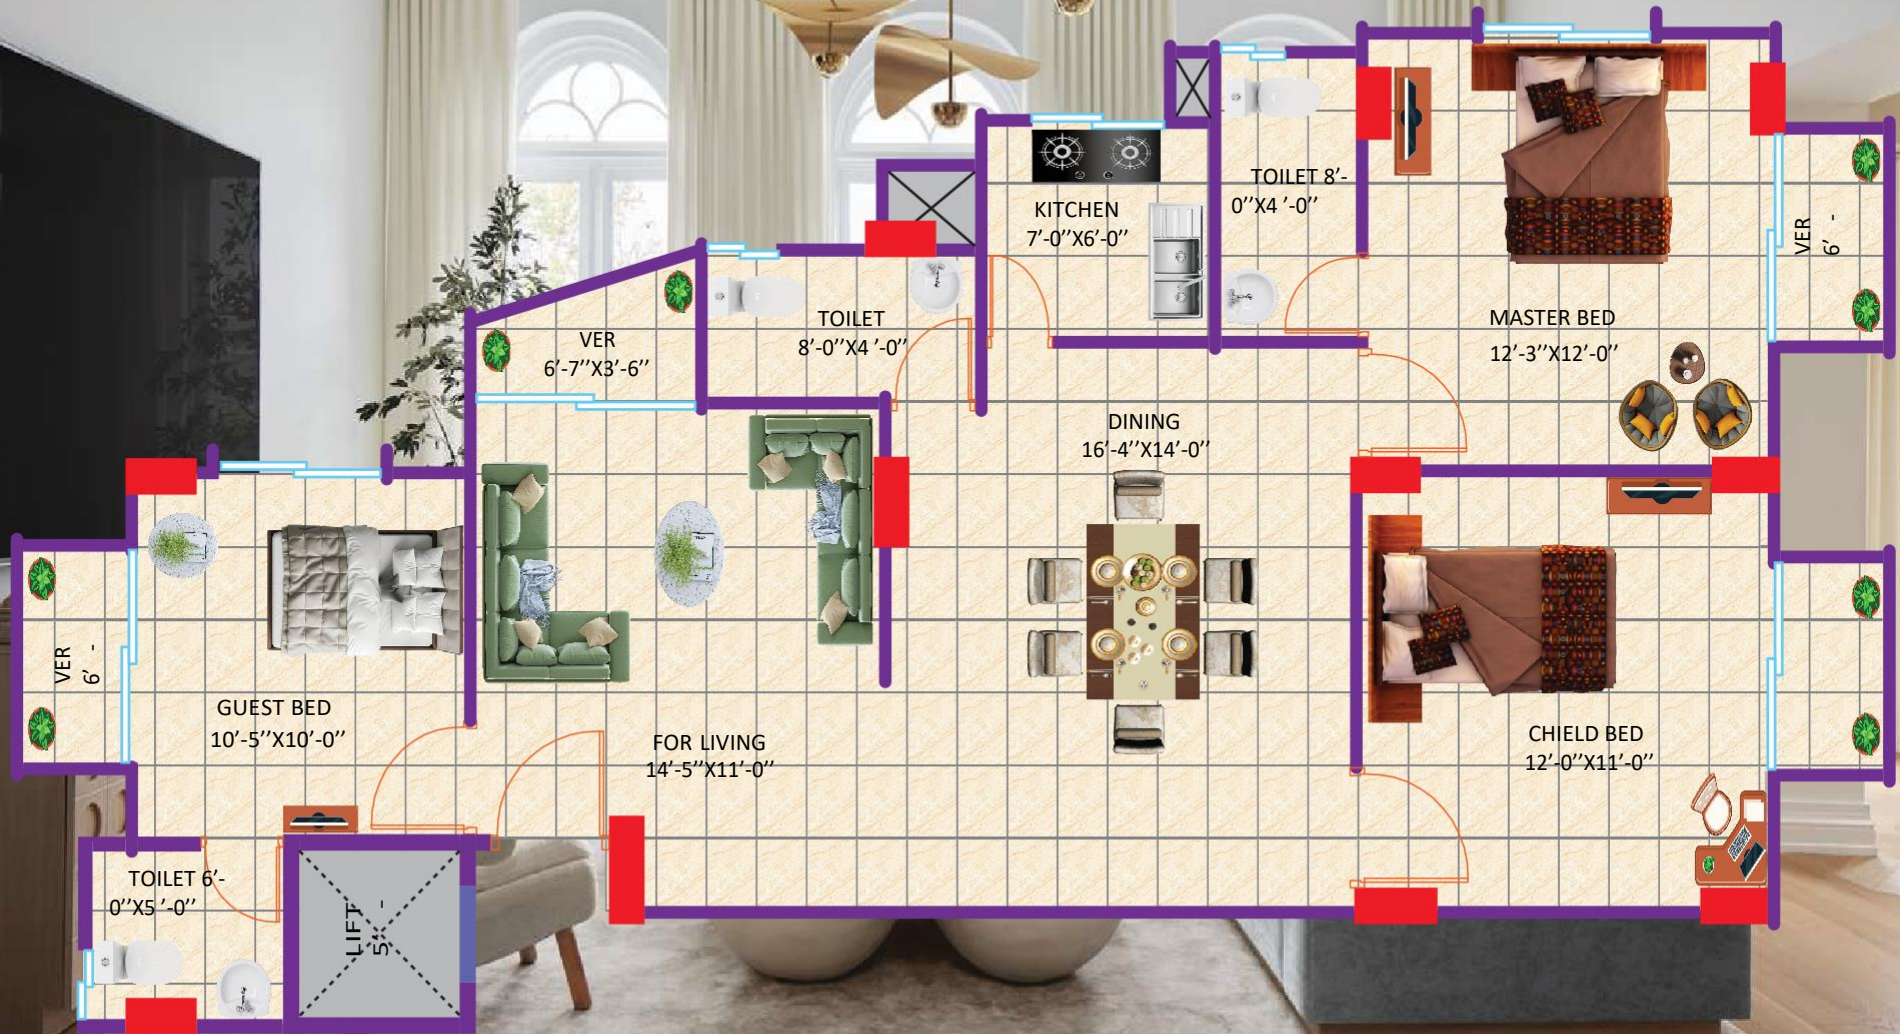 TOILET 8'-
0''X4 '-0''
KITCHEN
7'-0''X6'-0''
VER
6' -
MASTER BED
12'-3''X12'-0''
TOILET
8'-0''X4 '-0''
VER
6'-7''X3'-6''
DINING
16'-4''X14'-0''
VER
6' -
GUEST BED
10'-5''X10'-0''
FOR LIVING
14'-5''X11'-0''
CHIELD BED
12'-0''X11'-0''
TOILET 6'-
0''X5 '-0''
LIFT
5' -